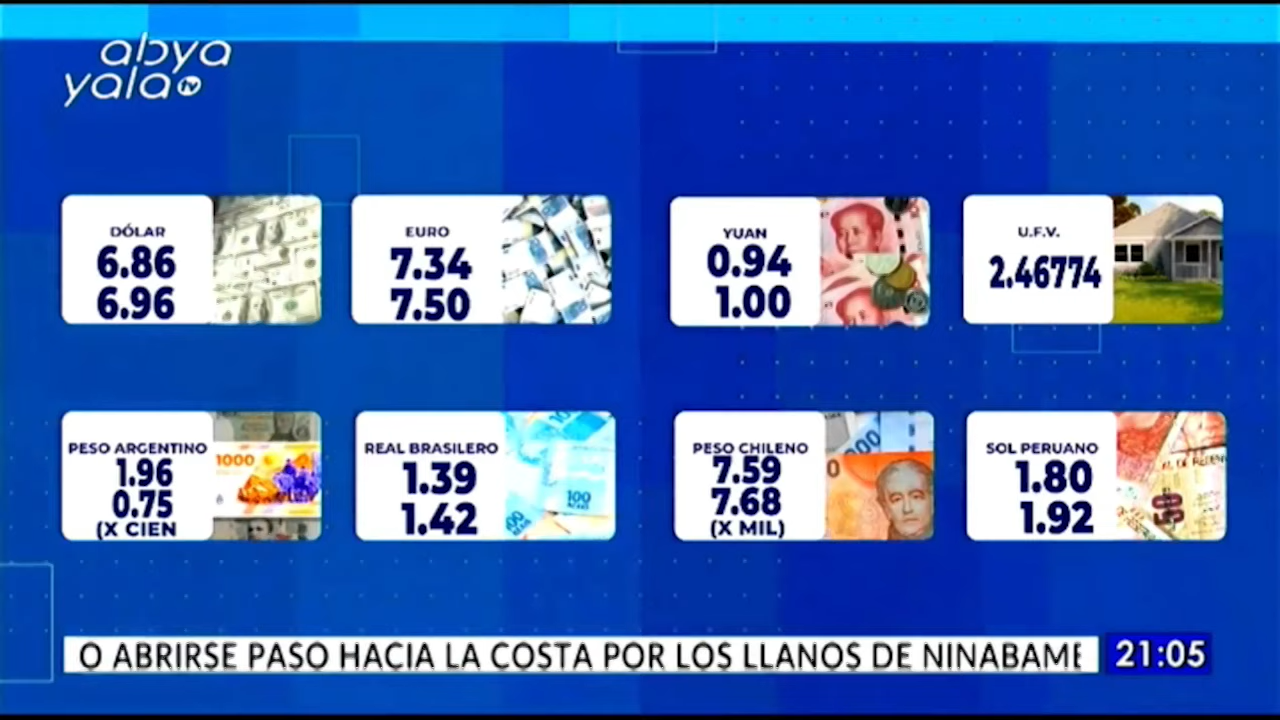 abya
yala tv
DÓLAR
6.86
6.96
EURO
7.34
7.50
YUAN
0.94
1.00
U.F.V.
2.46774
PESO ARGENTINO
1.96
0.75
(X CIEN
1000
REAL BRASILERO
1.39
1.42
100
PESO CHILENO
7.59
7.68
(X MIL)
SOL PERUANO
1.80
1.92
O ABRIRSE PASO HACIA LA COSTA POR LOS LLANOS DE NINABAME
21:05